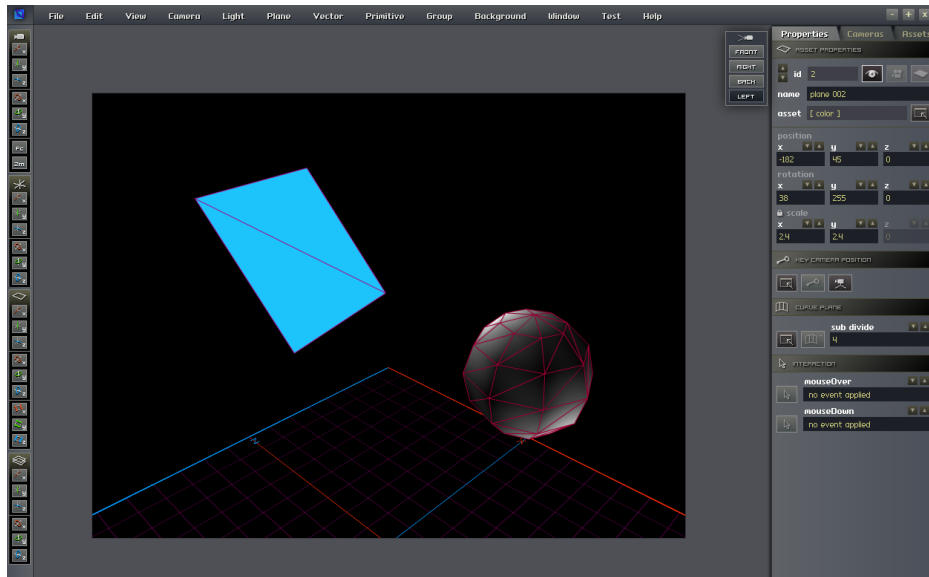 File Edit View Camera Light Plane Vector Primitive Group Background Window Test Help
Properties Cameras Assets
ASSET PROPERTIES
FRONT
RIGHT
BACK
LEFT
id 2
name plane 002
asset [ color ]
position
x y z
-182 45 0
rotation
x y z
38 255 0
scale
x y z
2.4 2.4 0
KEY CAMERA POSITION
CURVE PLANE
sub divide
4
INTERACTION
mouseOver
no event applied
mouseDown
no event applied
Fc
Zm